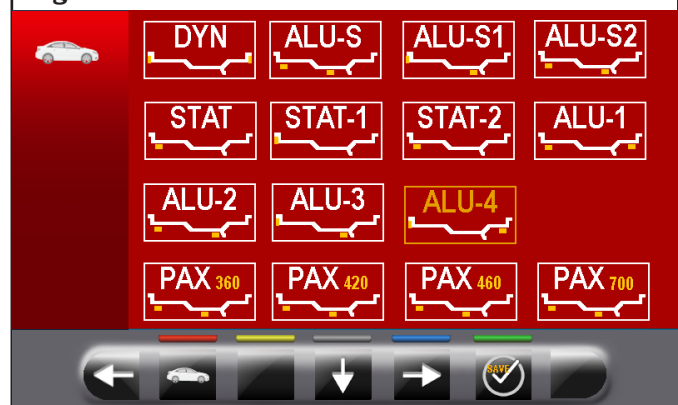 DYN ALU-S ALU-S1 ALU-S2
STAT STAT-1 STAT-2 ALU-1
ALU-2 ALU-3 ALU-4
PAX 360 PAX 420 PAX 460 PAX 700
SAVE